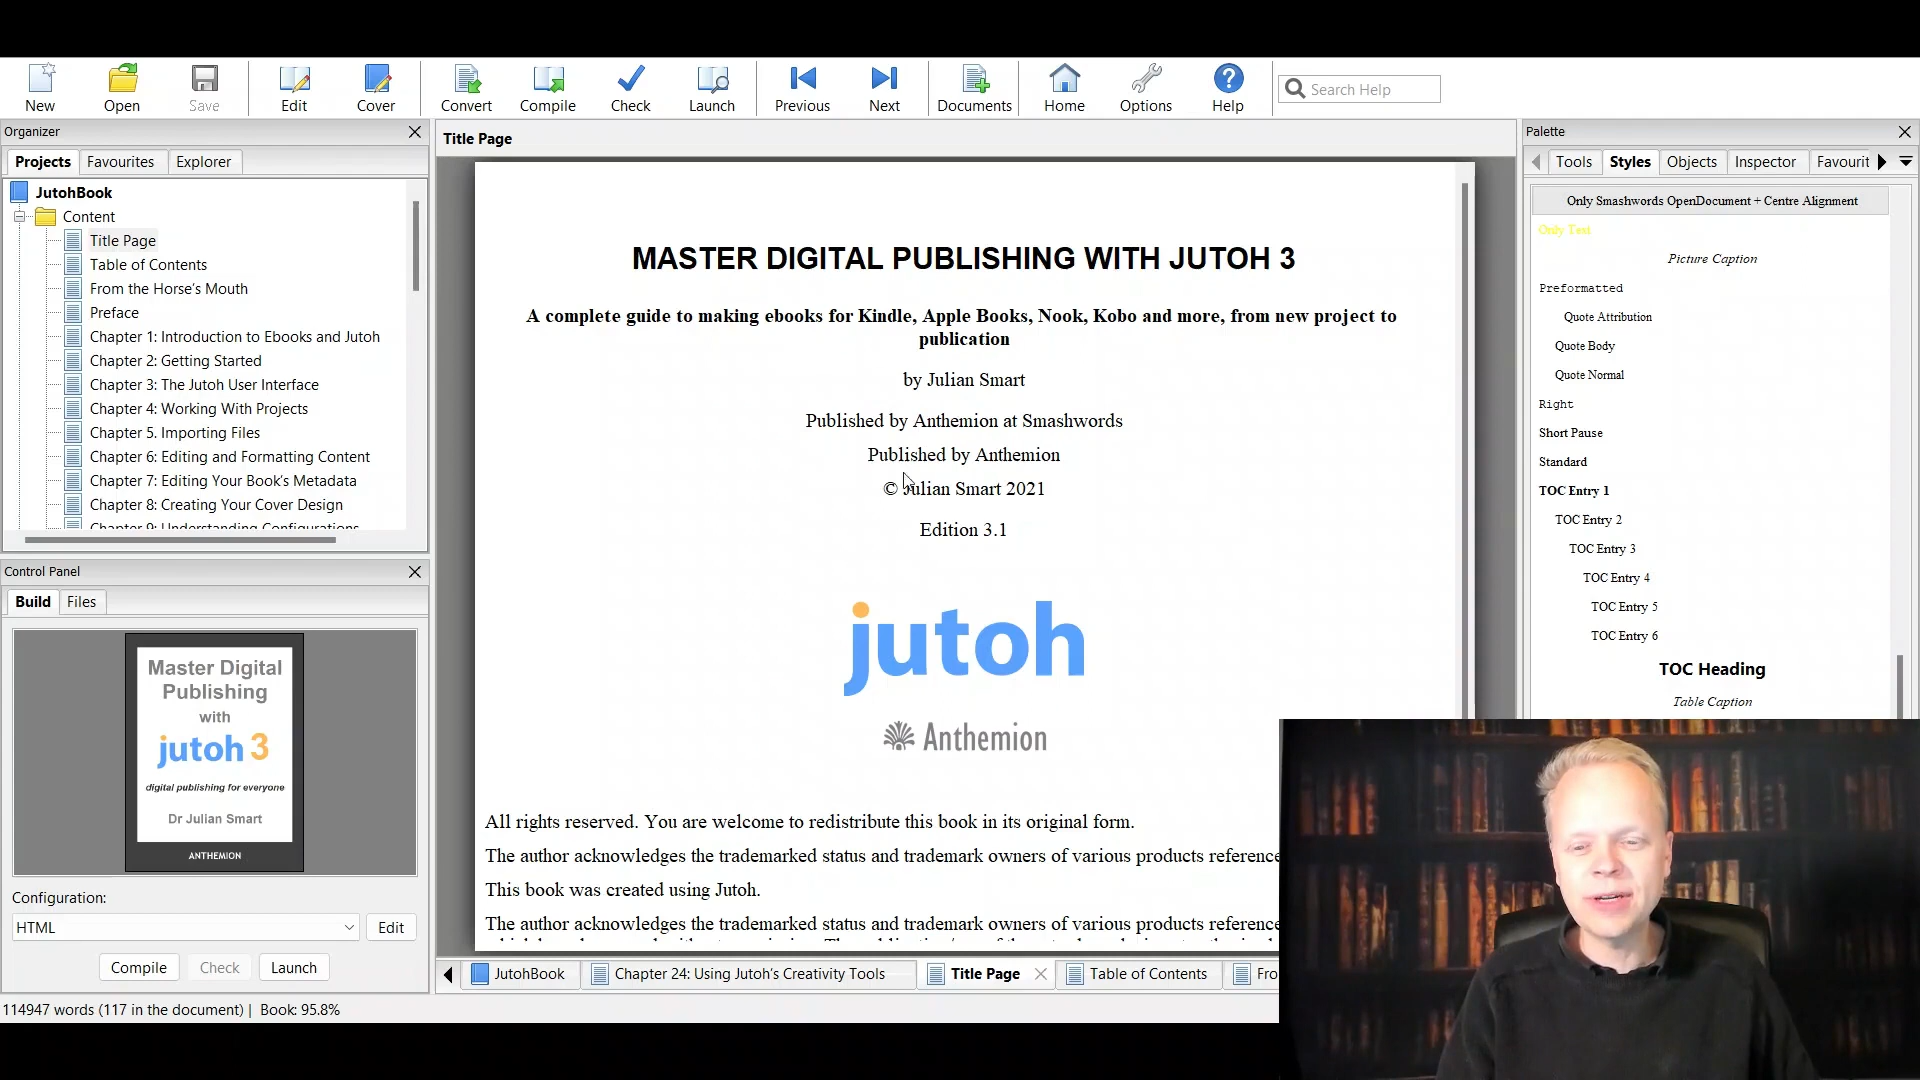 New
Open
Save
Edit
Cover
Convert
Compile
Check
Launch
Previous
Next
Documents
Home
Options
Help
Search Help
Organizer
Projects
Favourites
Explorer
JutohBook
Content
Title Page
Table of Contents
From the Horse's Mouth
Preface
Chapter 1: Introduction to Ebooks and Jutoh
Chapter 2: Getting Started
Chapter 3: The Jutoh User Interface
Chapter 4: Working With Projects
Chapter 5. Importing Files
Chapter 6: Editing and Formatting Content
Chapter 7: Editing Your Book's Metadata
Chapter 8: Creating Your Cover Design
Chapter 9: Understanding Configurations
Control Panel
Build
Files
Master Digital
Publishing
with
jutoh 3
digital publishing for everyone
Dr Julian Smart
ANTHEMION
Configuration:
HTML
Edit
Compile
Check
Launch
114947 words (117 in the document) | Book: 95.8%
Title Page
MASTER DIGITAL PUBLISHING WITH JUTOH 3
A complete guide to making ebooks for Kindle, Apple Books, Nook, Kobo and more, from new project to
publication
by Julian Smart
Published by Anthemion at Smashwords
Published by Anthemion
© Julian Smart 2021
Edition 3.1
jutoh
Anthemion
All rights reserved. You are welcome to redistribute this book in its original form.
The author acknowledges the trademarked status and trademark owners of various products reference
This book was created using Jutoh.
The author acknowledges the trademarked status and trademark owners of various products reference
JutohBook
Chapter 24: Using Jutoh's Creativity Tools
Title Page
Table of Contents
Fro
Palette
Tools
Styles
Objects
Inspector
Favourit
Only Smashwords OpenDocument + Centre Alignment
Only Text
Picture Caption
Preformatted
Quote Attribution
Quote Body
Quote Normal
Right
Short Pause
Standard
TOC Entry 1
TOC Entry 2
TOC Entry 3
TOC Entry 4
TOC Entry 5
TOC Entry 6
TOC Heading
Table Caption